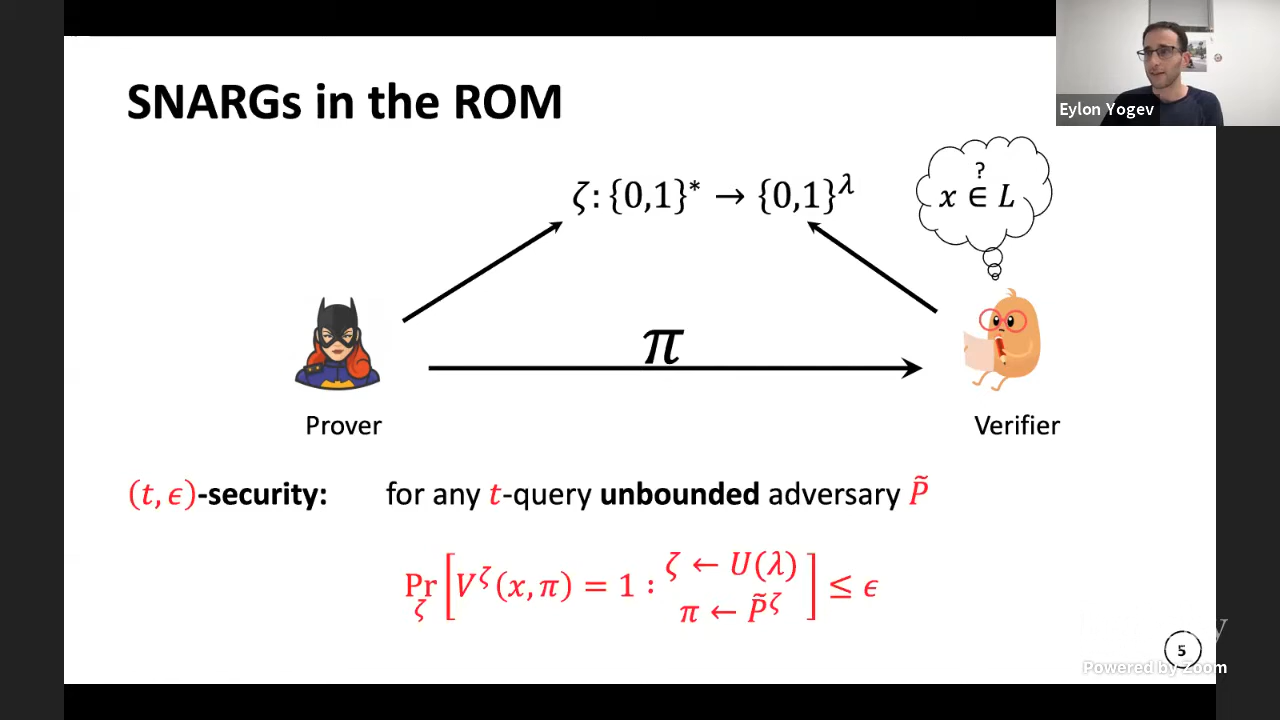 SNARGs in the ROM
Eylon Yogev
ζ: {0,1}* → {0,1}^λ
?
x ∈ L
π
Prover
Verifier
(t, ϵ)-security: for any t-query unbounded adversary P̃
Pr_ζ [ V^ζ(x, π) = 1 : ζ ← U(λ) π ← P̃^ζ ] ≤ ϵ
5
Powered by Zoom